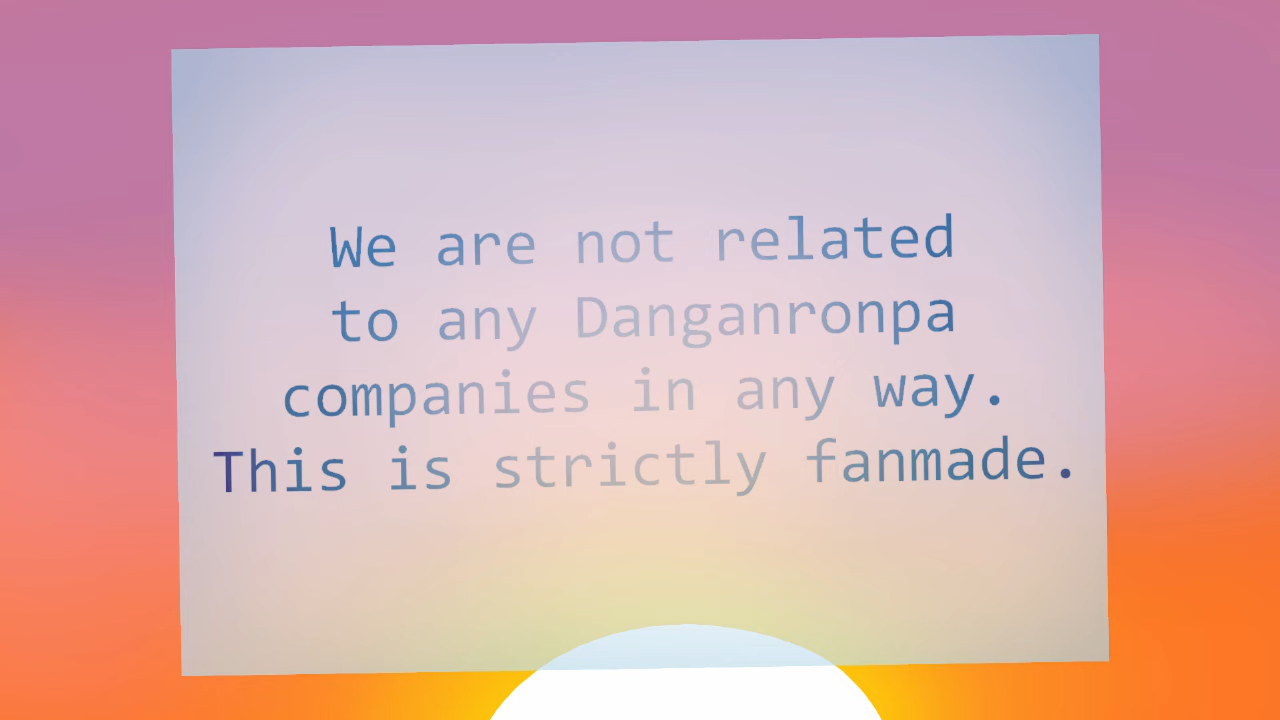 We are not related
to any Danganronpa
companies in any way.
This is strictly fanmade.